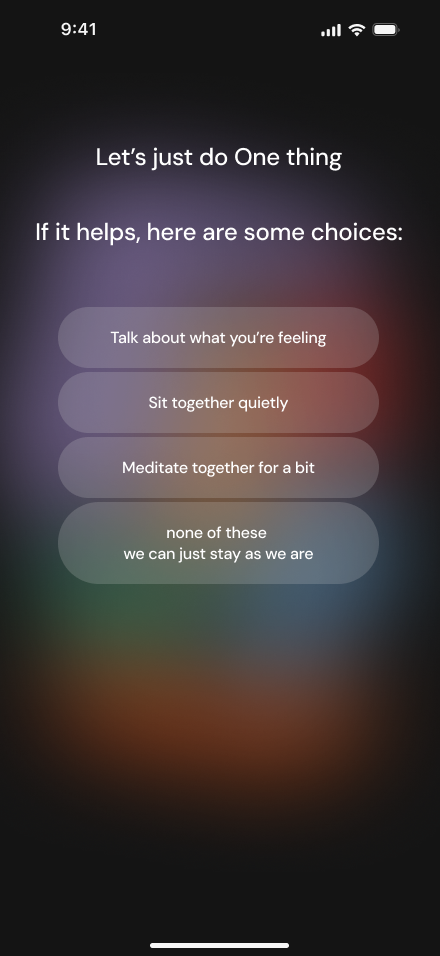 9:41
Let’s just do One thing
If it helps, here are some choices:
Talk about what you’re feeling
Sit together quietly
Meditate together for a bit
none of these
we can just stay as we are